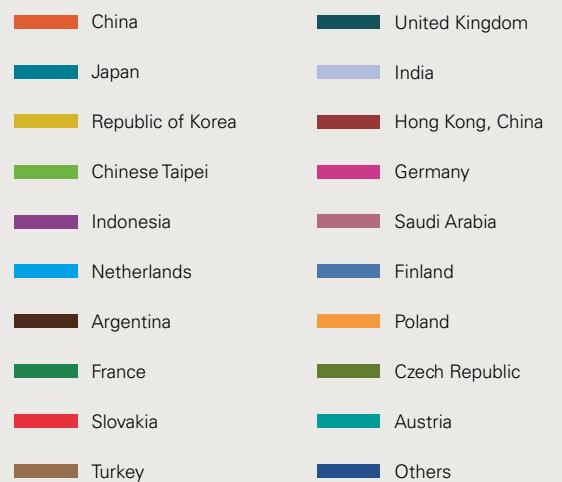 China
Japan
Republic of Korea
Chinese Taipei
Indonesia
Netherlands
Argentina
France
Slovakia
Turkey
United Kingdom
India
Hong Kong, China
Germany
Saudi Arabia
Finland
Poland
Czech Republic
Austria
Others